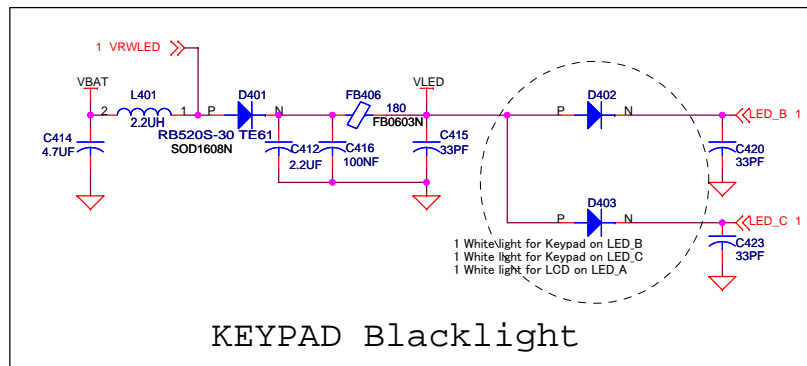 1 VRWLED
VBAT
L401
2 1
2.2UH
C414
4.7UF
D401
P N
RB520S-30 TE61
SOD1608N
C412
2.2UF
C416
100NF
FB406
180
FB0603N
VLED
C415
33PF
D402
P N
LED_B 1
C420
33PF
D403
P N
LED_C 1
C423
33PF
1 White light for Keypad on LED_B
1 White light for Keypad on LED_C
1 White light for LCD on LED_A
KEYPAD Blacklight